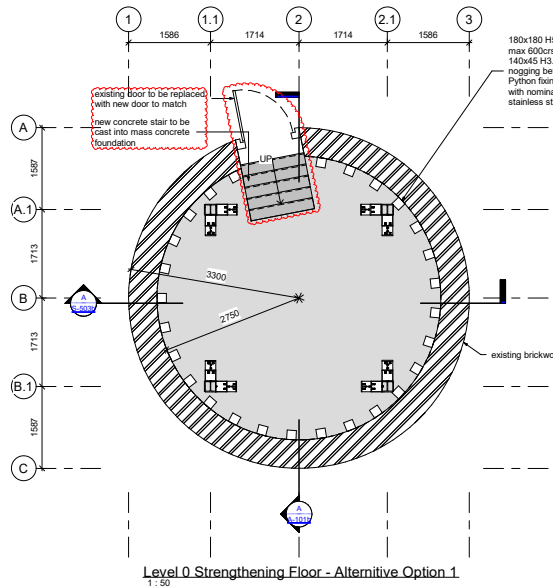 1
1.1
2
2.1
3
1586
1714
1714
1586
180x180 H5
max 600crs
140x45 H3.
nogging be
Python fixin
with nomina
stainless st
existing door to be replaced
with new door to match
new concrete stair to be
cast into mass concrete
foundation
A
1587
UP
A.1
1713
3300
B
A
S-503b
2750
1713
existing brickwo
B.1
1587
C
A
Level 0 Strengthening Floor - Alternitive Option 1
1 : 50